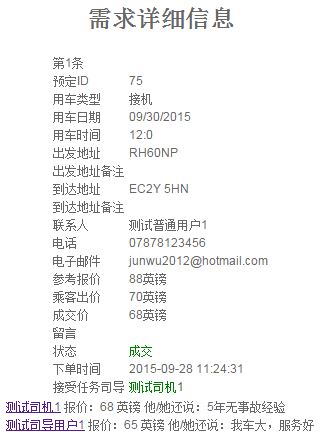 需求详细信息
第1条
预定ID 75
用车类型 接机
用车日期 09/30/2015
用车时间 12:0
出发地址 RH60NP
出发地址备注
到达地址 EC2Y 5HN
到达地址备注
联系人 测试普通用户1
电话 07878123456
电子邮件 junwu2012@hotmail.com
参考报价 88英镑
乘客出价 70英镑
成交价 68英镑
留言
状态 成交
下单时间 2015-09-28 11:24:31
接受任务司导 测试司机1
测试司机1 报价：68 英镑 他/她还说：5年无事故经验
测试司导用户1 报价：65 英镑 他/她还说：我车大，服务好